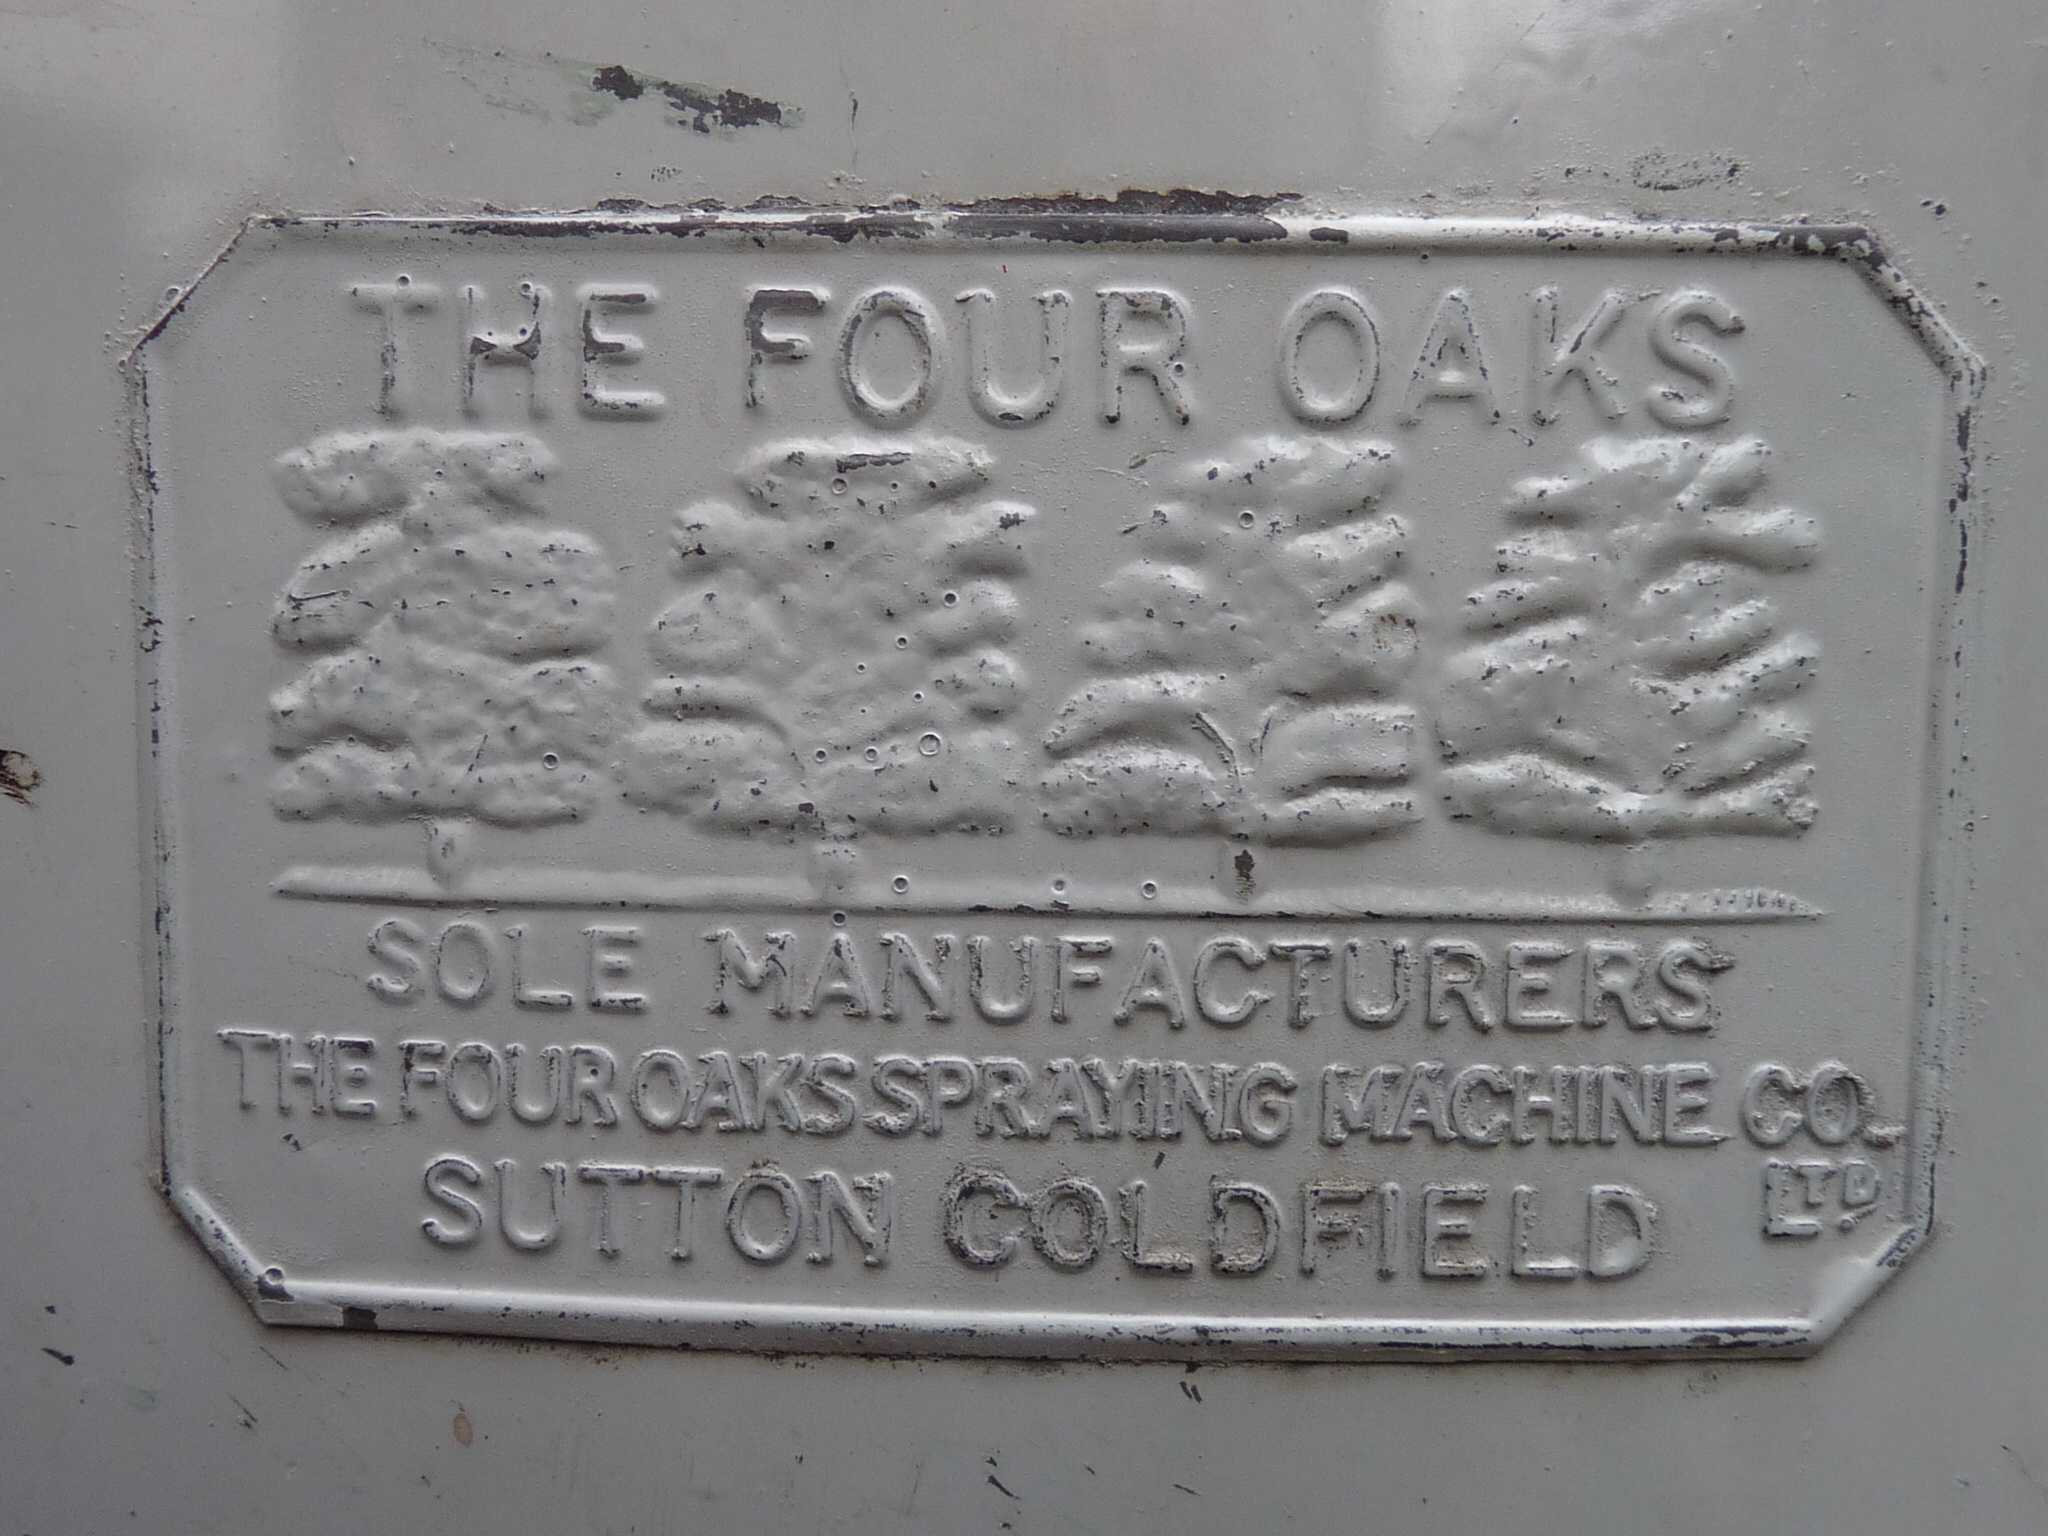 THE FOUR OAKS
SOLE MANUFACTURERS
THE FOUR OAKS SPRAYING MACHINE CO. LTD.
SUTTON COLDFIELD